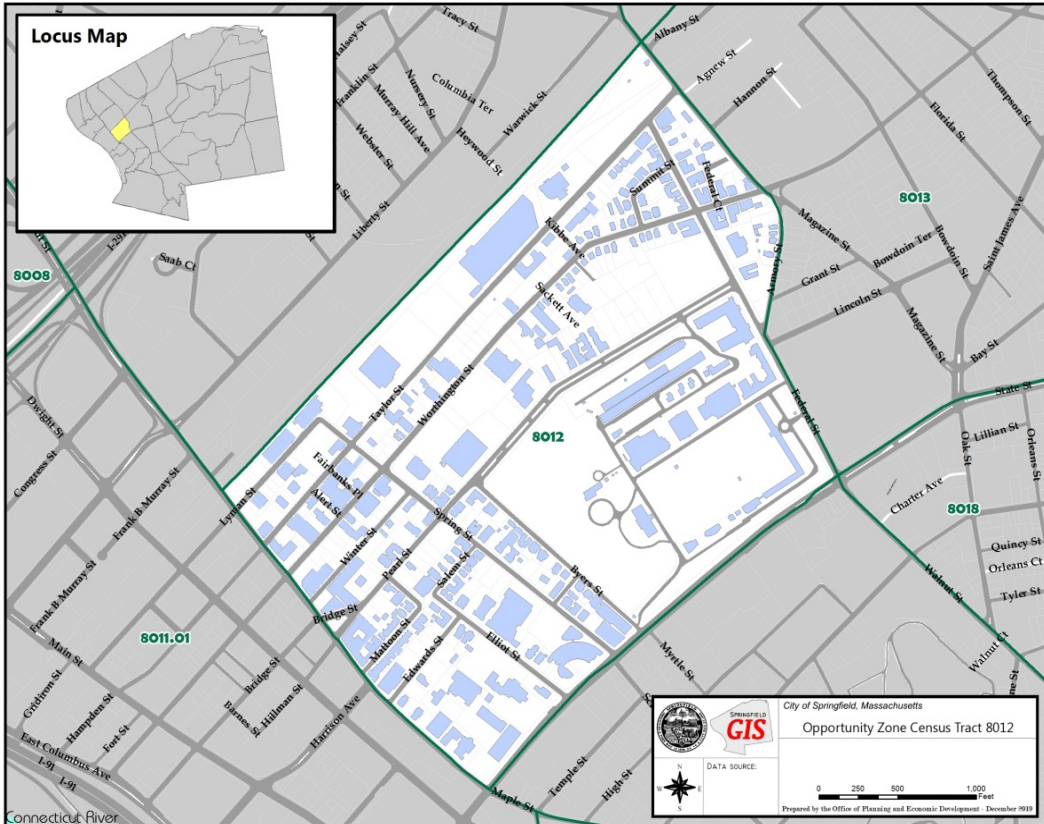 Locus Map
Tracy St
Halsey St
Albany St
Nursery St
Franklin St
Columbia Ter
Agnew St
Murray Hill Ave
Warwick St
Hannon St
Thompson St
Webster St
Heywood St
Florida St
Summit St
Federal Ct
Liberty St
8013
I-291
Kibbe Ave
Magazine St
Saint James Ave
Saab Ct
Armory St
Bowdoin Ter
Bowdoin St
8008
Grant St
Sackett Ave
Lincoln St
Magazine St
Bay St
Taylor St
Worthington St
State St
Dwight St
Federal St
8012
Oak St
Lillian St
Orleans St
Congress St
Fairbanks Pl
Charter Ave
Lyman St
Alert St
8018
Frank B Murray St
Spring St
Winter St
Quincy St
Pearl St
Salem St
Byers St
Orleans Ct
Frank B Murray St
Walnut St
Tyler St
Bridge St
8011.01
Mattoon St
Elliot St
Main St
Edwards St
Myrtle St
Walnut Ct
Bridge St
Gridiron St
Hillman St
Barnes St
Hampden St
Harrison Ave
Fort St
East Columbus Ave
I-91
I-91
Temple St
High St
Maple St
Connecticut River
City of Springfield, Massachusetts
SPRINGFIELD
GIS
Opportunity Zone Census Tract 8012
DATA SOURCE:
N
W E
S
0 250 500 1,000
Feet
Prepared by the Office of Planning and Economic Development - December 2019